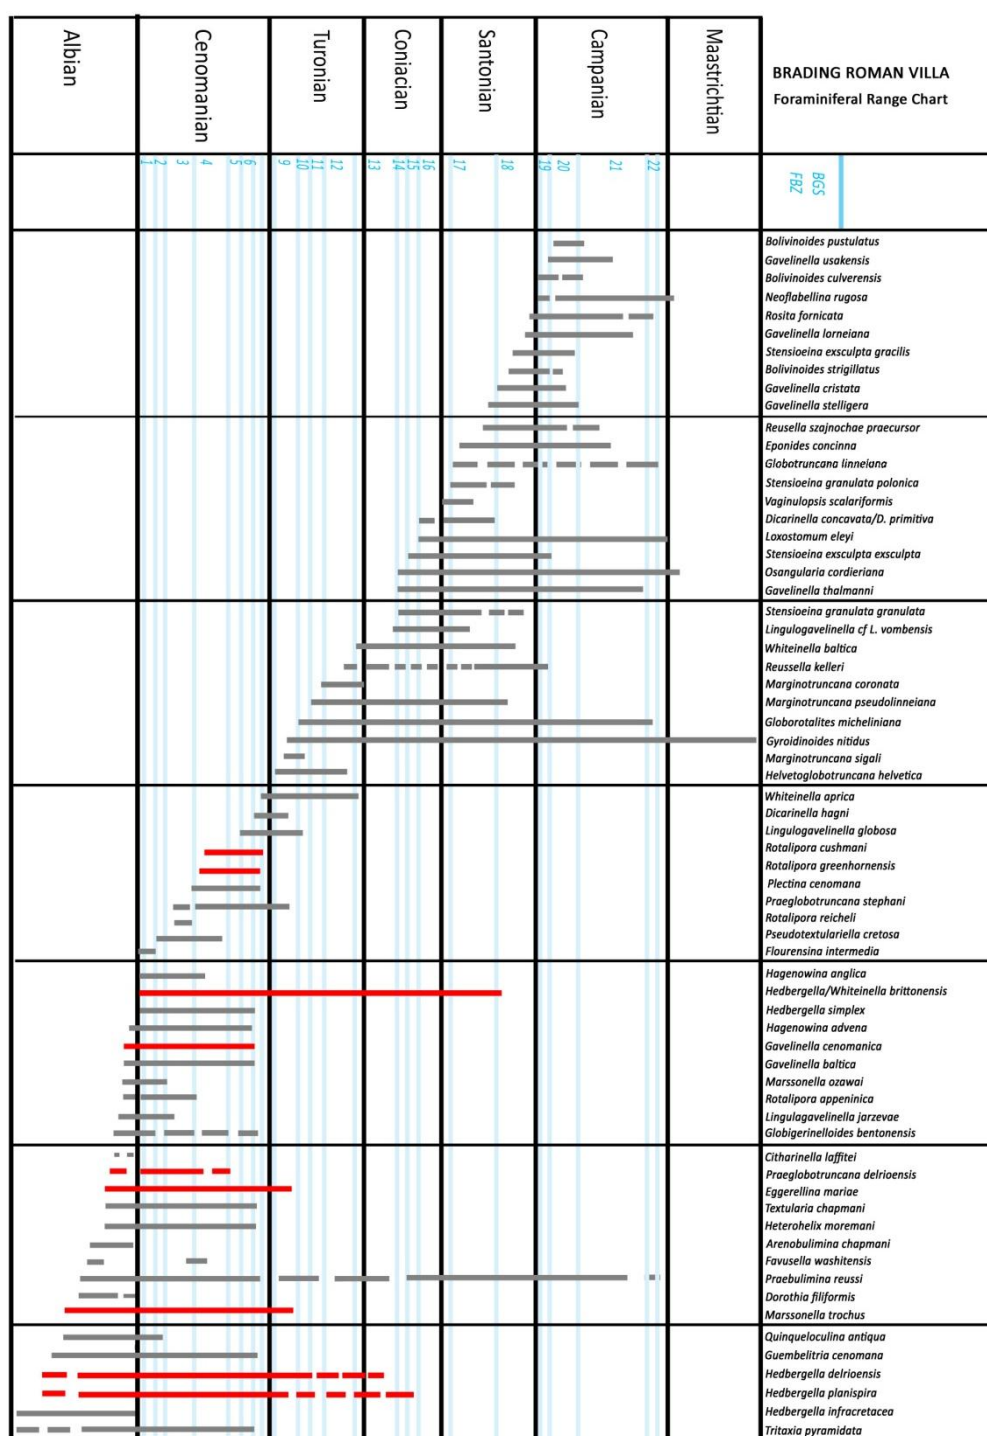 Albian
Cenomanian
Turonian
Coniacian
Santonian
Campanian
Maastrichtian
BRADING ROMAN VILLA
Foraminiferal Range Chart
1
2
3
4
5
6
9
10
11
12
13
14
15
16
17
18
19
20
21
22
BGS
FBZ
Bolivinoides pustulatus
Gavelinella usakensis
Bolivinoides culverensis
Neoflabellina rugosa
Rosita fornicata
Gavelinella lorneiana
Stensioeina exsculpta gracilis
Bolivinoides strigillatus
Gavelinella cristata
Gavelinella stelligera
Reusella szajnochae praecursor
Eponides concinna
Globotruncana linneiana
Stensioeina granulata polonica
Vaginulopsis scalariformis
Dicarinella concavata/D. primitiva
Loxostomum eleyi
Stensioeina exsculpta exsculpta
Osangularia cordieriana
Gavelinella thalmanni
Stensioeina granulata granulata
Lingulogavelinella cf L. vombensis
Whiteinella baltica
Reussella kelleri
Marginotruncana coronata
Marginotruncana pseudolinneiana
Globorotalites micheliniana
Gyroidinoides nitidus
Marginotruncana sigali
Helvetoglobotruncana helvetica
Whiteinella aprica
Dicarinella hagni
Lingulogavelinella globosa
Rotalipora cushmani
Rotalipora greenhornensis
Plectina cenomana
Praeglobotruncana stephani
Rotalipora reicheli
Pseudotextulariella cretosa
Flourensina intermedia
Hagenowina anglica
Hedbergella/Whiteinella brittonensis
Hedbergella simplex
Hagenowina advena
Gavelinella cenomanica
Gavelinella baltica
Marssonella ozawai
Rotalipora appeninica
Lingulagavelinella jarzevae
Globigerinelloides bentonensis
Citharinella laffitei
Praeglobotruncana delrioensis
Eggerellina mariae
Textularia chapmani
Heterohelix moremani
Arenobulimina chapmani
Favusella washitensis
Praebulimina reussi
Dorothia filiformis
Marssonella trochus
Quinqueloculina antiqua
Guembelitria cenomana
Hedbergella delrioensis
Hedbergella planispira
Hedbergella infracretacea
Tritaxia pyramidata